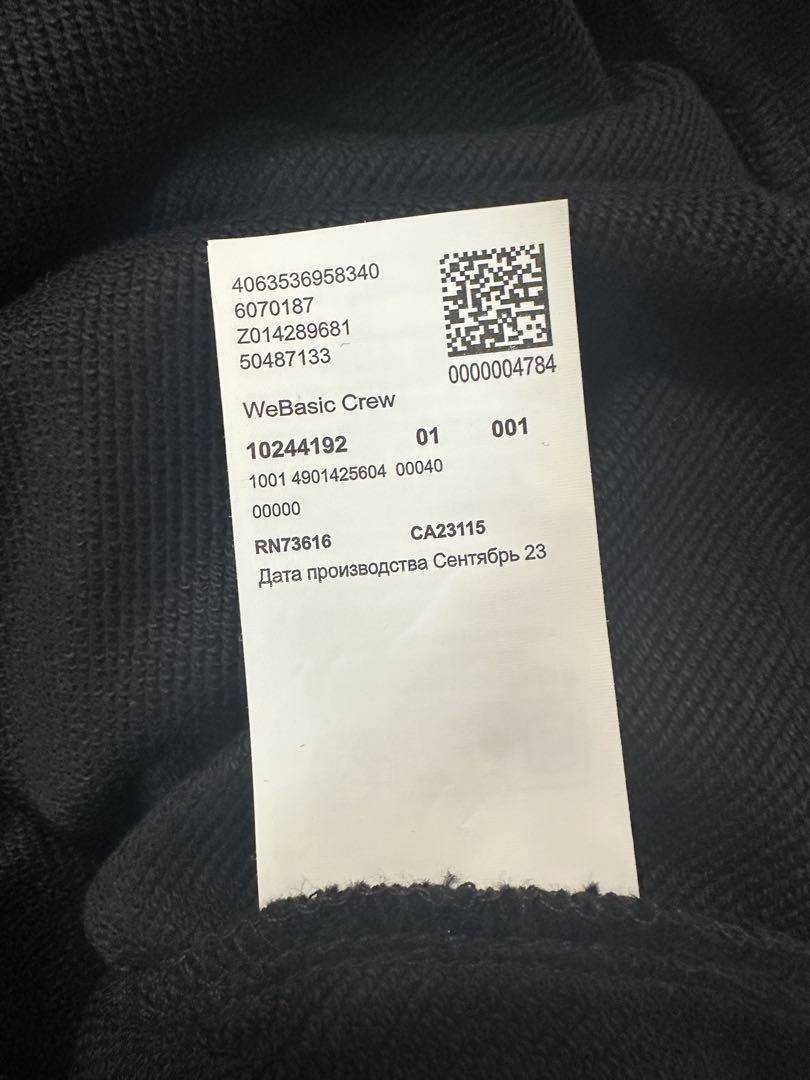 4063536958340
6070187
Z014289681
50487133
0000004784
WeBasic Crew
10244192 01 001
1001 4901425604 00040
00000
RN73616 CA23115
Дата производства Сентябрь 23